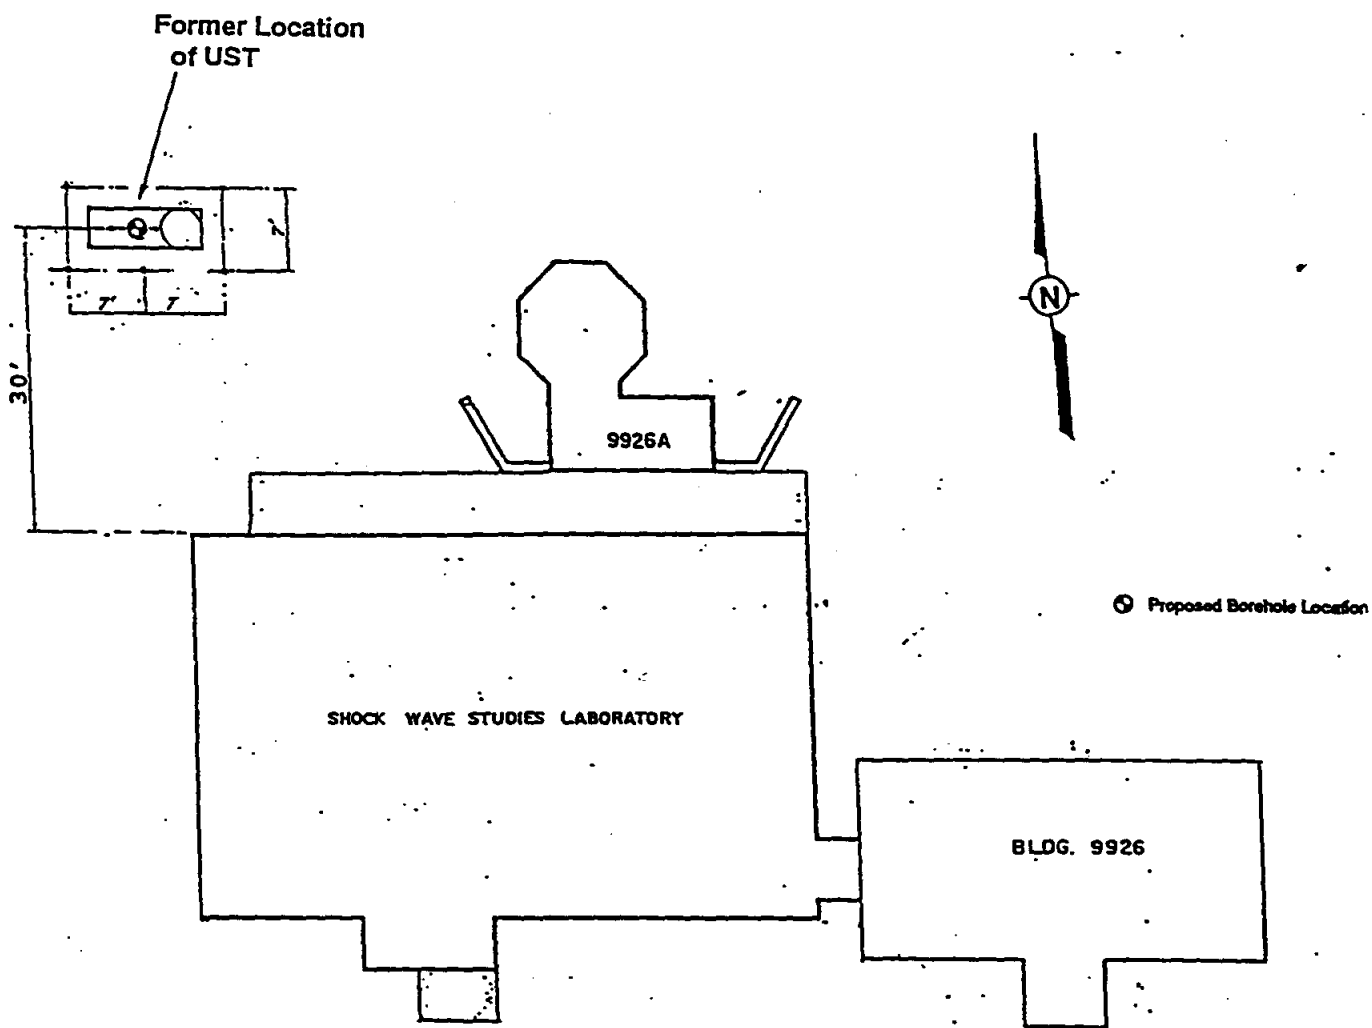 Former Location
of UST
7'
7'
7
30'
N
9926A
Proposed Borehole Location
SHOCK WAVE STUDIES LABORATORY
BLDG. 9926